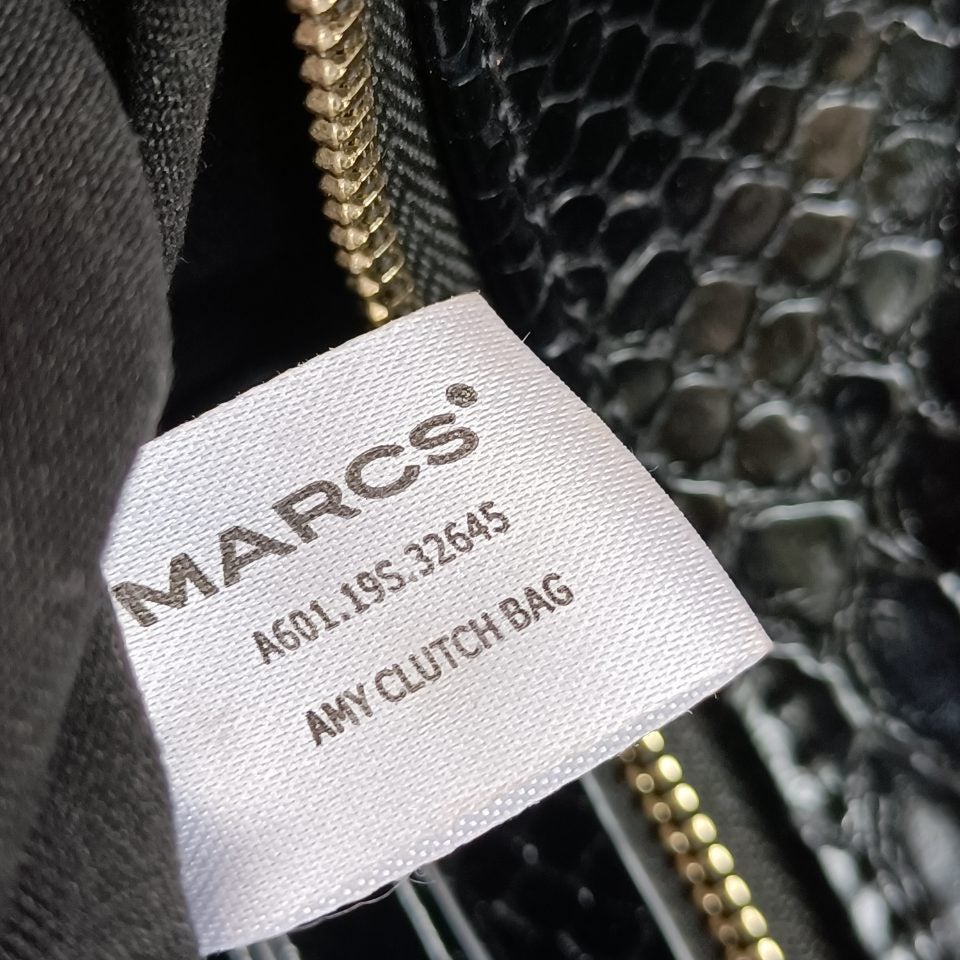 MARCS
A601.19S.32645
AMY CLUTCH BAG